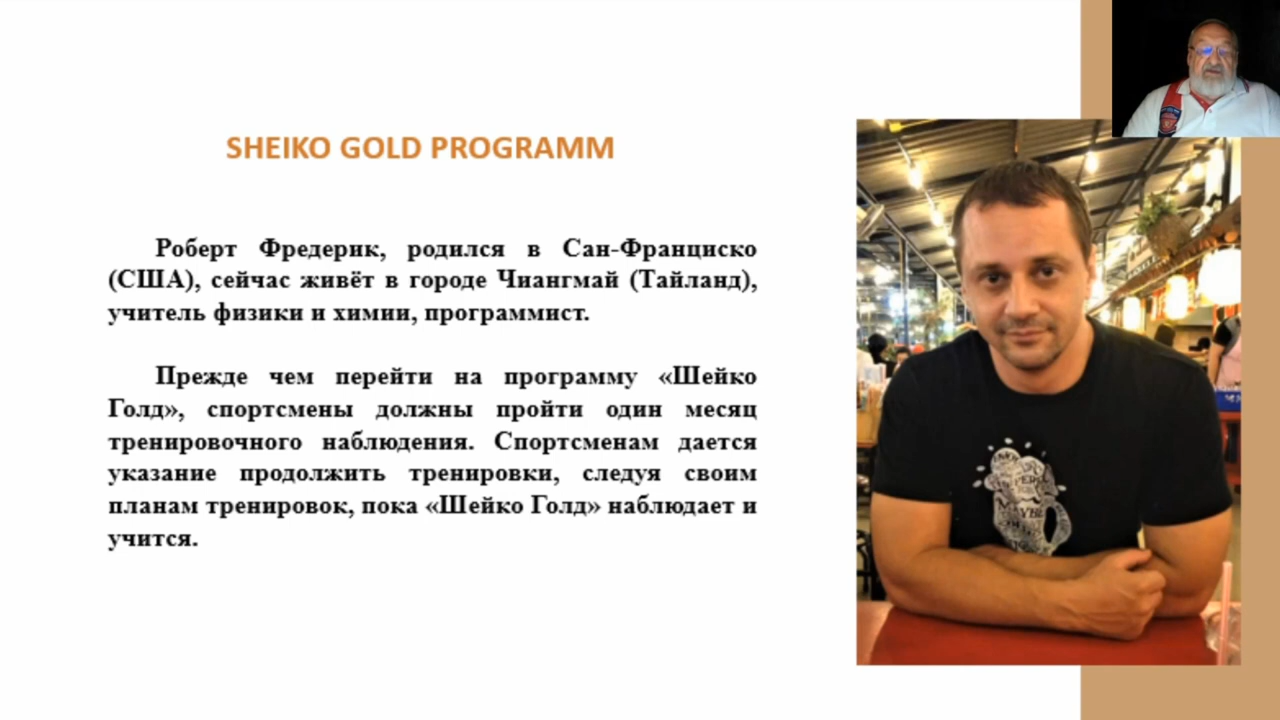 SHEIKO GOLD PROGRAMM
Роберт Фредерик, родился в Сан-Франциско
(США), сейчас живёт в городе Чиангмай (Тайланд),
учитель физики и химии, программист.
Прежде чем перейти на программу «Шейко
Голд», спортсмены должны пройти один месяц
тренировочного наблюдения. Спортсменам дается
указание продолжить тренировки, следуя своим
планам тренировок, пока «Шейко Голд» наблюдает и
учится.